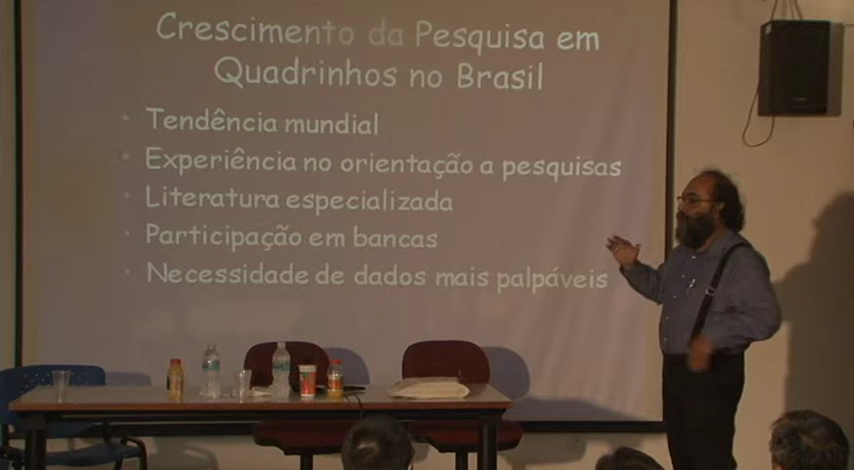 Crescimento da Pesquisa em
Quadrinhos no Brasil
Tendência mundial
Experiência no orientação a pesquisas
Literatura especializada
Participação em bancas
Necessidade de dados mais palpáveis